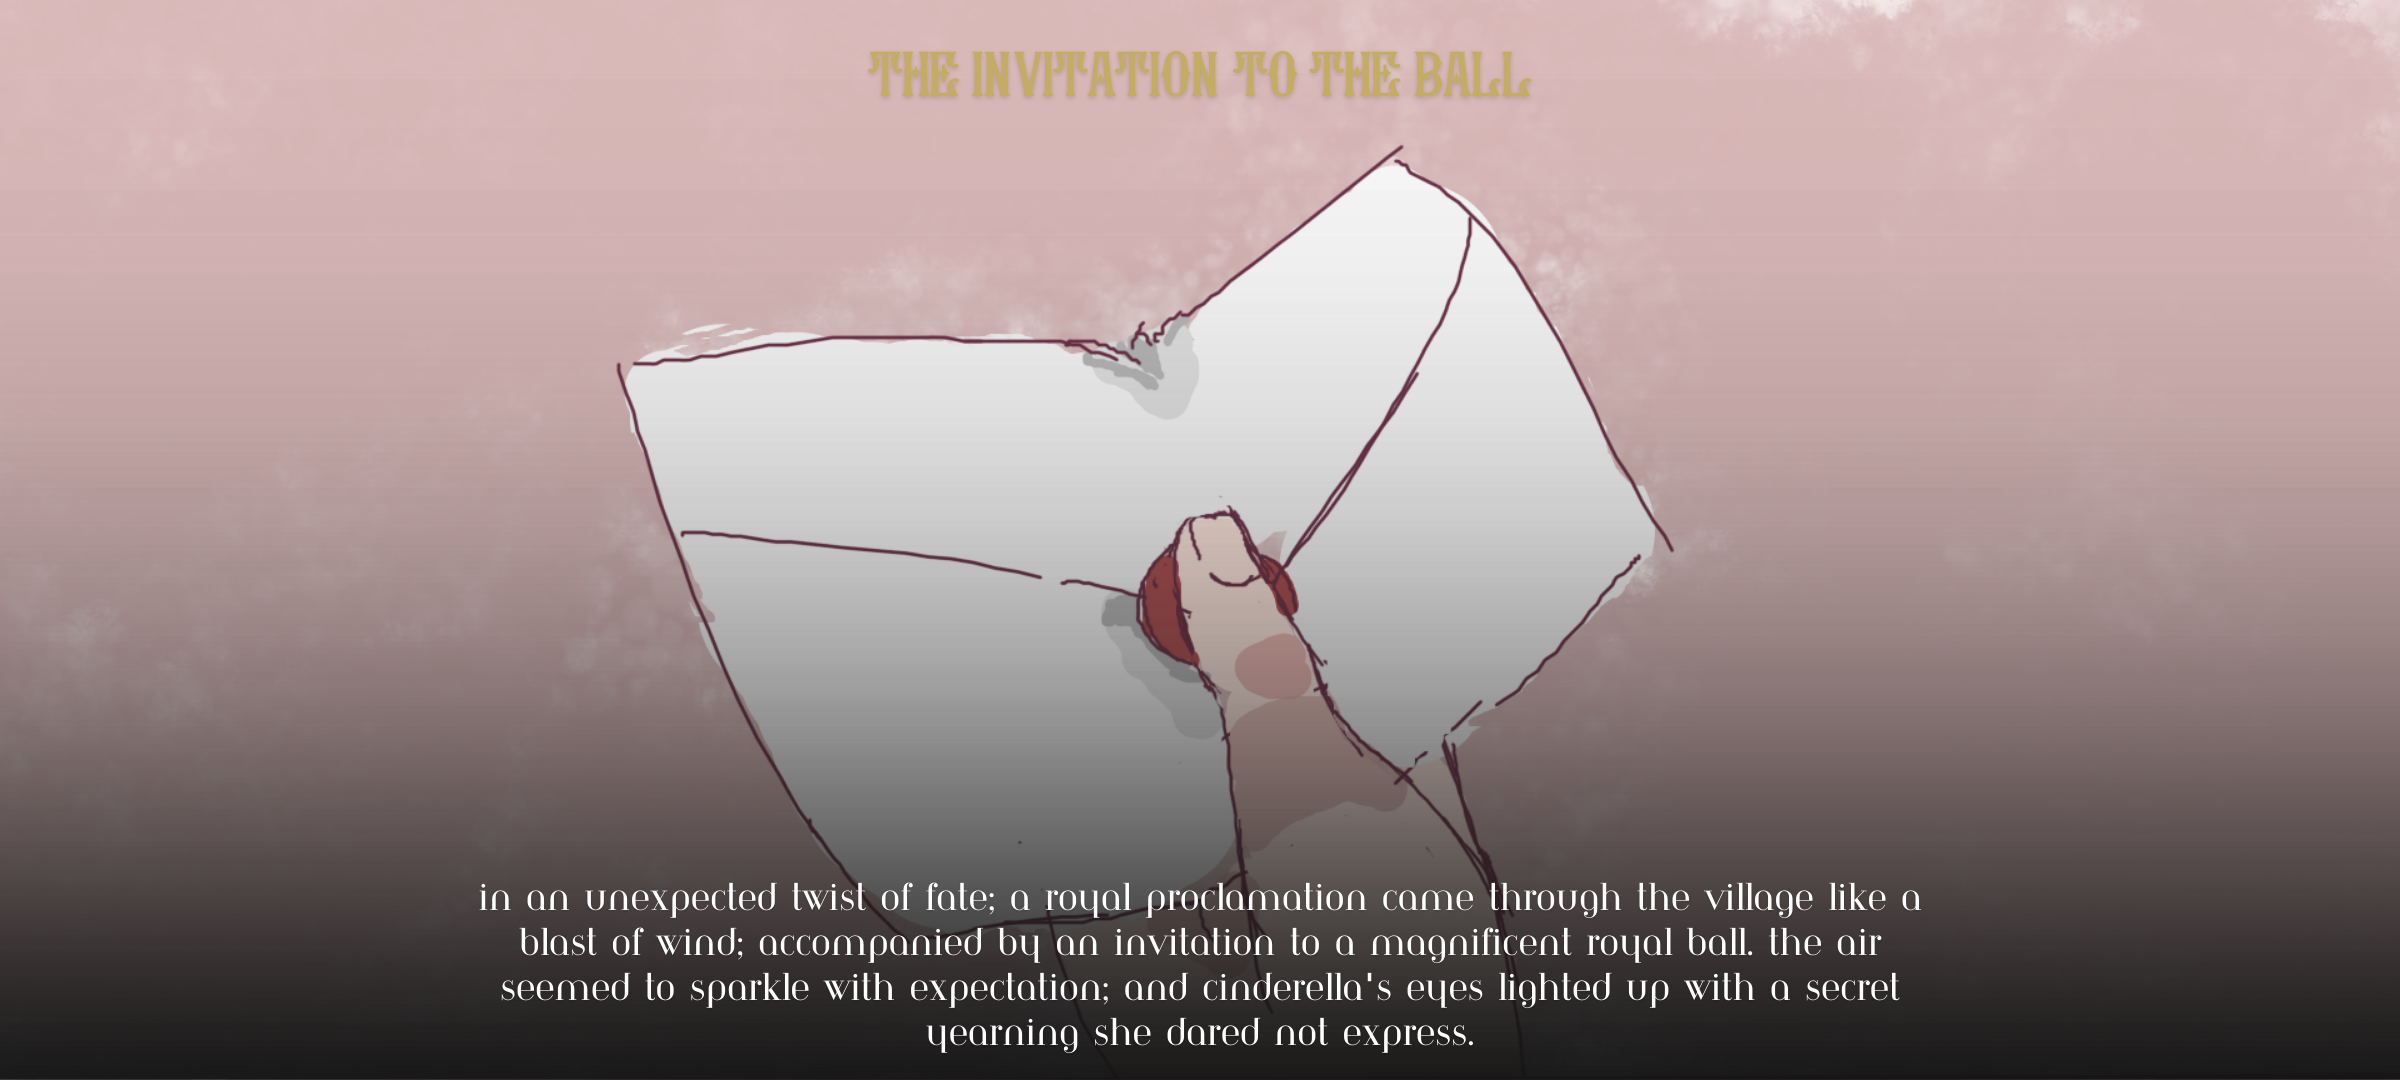 THE INVITATION TO THE BALL
in an unexpected twist of fate; a royal proclamation came through the village like a
blast of wind; accompanied by an invitation to a magnificent royal ball. the air
seemed to sparkle with expectation; and cinderella's eyes lighted up with a secret
yearning she dared not express.